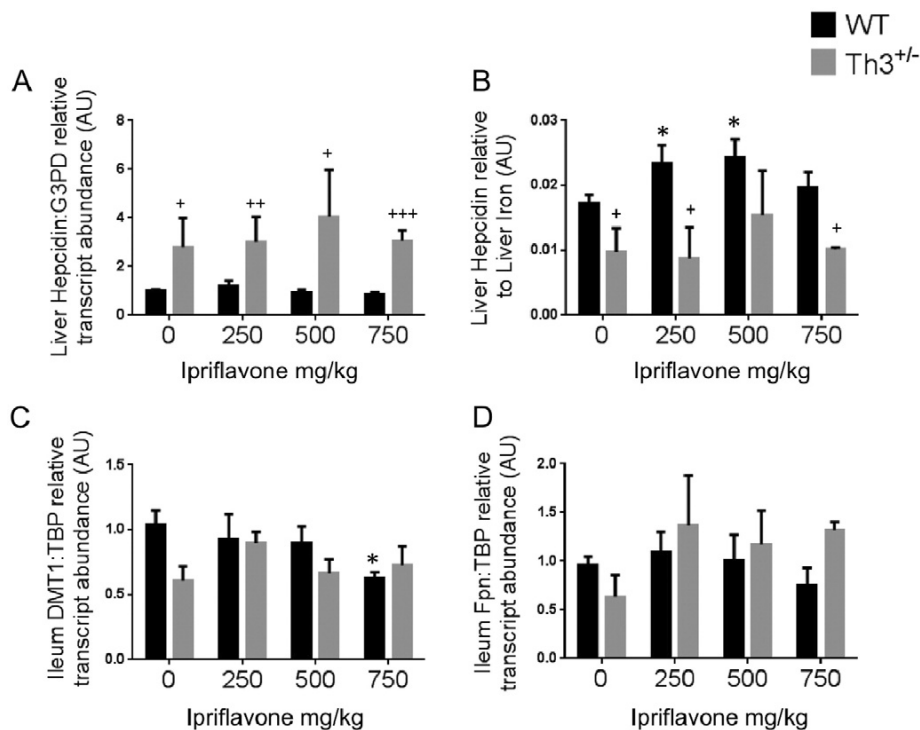 WT
Th3+/-
A
Liver Hepcidin:G3PD relative
transcript abundance (AU)
8
6
4
2
0
+
++
+
+++
0 250 500 750
Ipriflavone mg/kg
B
Liver Hepcidin relative
to Liver Iron (AU)
0.03
0.02
0.01
0.00
*
*
+
+
+
0 250 500 750
Ipriflavone mg/kg
C
Ileum DMT1:TBP relative
transcript abundance (AU)
1.5
1.0
0.5
0.0
*
0 250 500 750
Ipriflavone mg/kg
D
Ileum Fpn:TBP relative
transcript abundance (AU)
2.0
1.5
1.0
0.5
0.0
0 250 500 750
Ipriflavone mg/kg